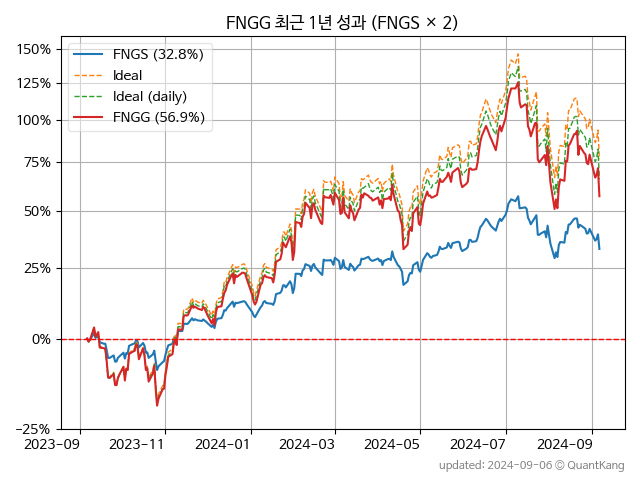 FNGG 최근 1년 성과 (FNGS × 2)
150%
125%
100%
75%
50%
25%
0%
−25%
FNGS (32.8%)
Ideal
Ideal (daily)
FNGG (56.9%)
2023-09
2023-11
2024-01
2024-03
2024-05
2024-07
2024-09
updated: 2024-09-06 © QuantKang